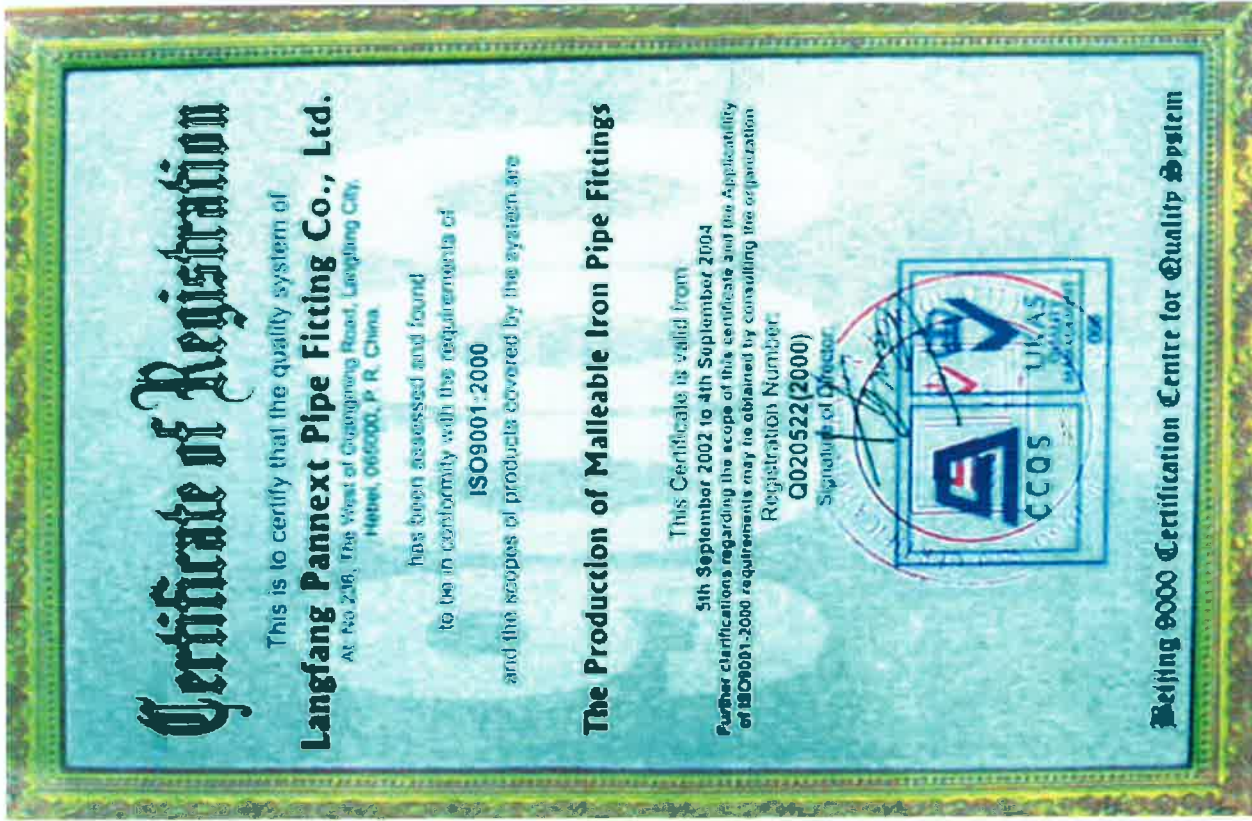 Certificate of Registration
This is to certify that the quality system of
Langfang Pannext Pipe Fitting Co., Ltd.
At No.238, The West of Guangming Road, Langfang City,
Hebei, 065000, P. R. China.
has been assessed and found
to be in conformity with the requirements of
ISO9001:2000
and the scopes of products covered by the system are
The Production of Malleable Iron Pipe Fittings
This Certificate is valid from
5th September 2002 to 4th September 2004
Further clarifications regarding the scope of this certificate and the Applicability
of ISO9001-2000 requirements may be obtained by consulting the organization
Registration Number:
Q020522(2000)
Signature of Director:
CCQS
UKAS
QUALITY
MANAGEMENT
Beijing 9000 Certification Centre for Quality System